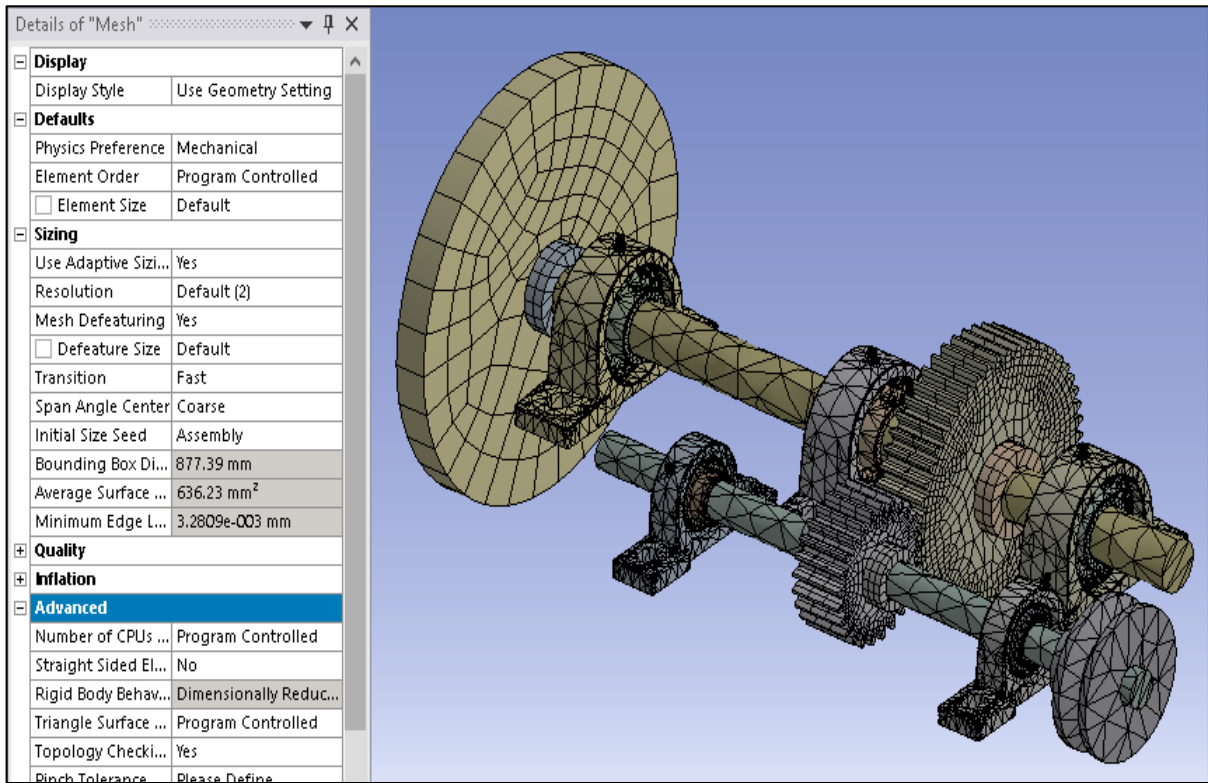 Details of "Mesh"
Display
Display Style Use Geometry Setting
Defaults
Physics Preference Mechanical
Element Order Program Controlled
Element Size Default
Sizing
Use Adaptive Sizi... Yes
Resolution Default (2)
Mesh Defeaturing Yes
Defeature Size Default
Transition Fast
Span Angle Center Coarse
Initial Size Seed Assembly
Bounding Box Di... 877.39 mm
Average Surface ... 636.23 mm²
Minimum Edge L... 3.2809e-003 mm
Quality
Inflation
Advanced
Number of CPUs ... Program Controlled
Straight Sided El... No
Rigid Body Behav... Dimensionally Reduc...
Triangle Surface ... Program Controlled
Topology Checki... Yes
Pinch Tolerance Please Define